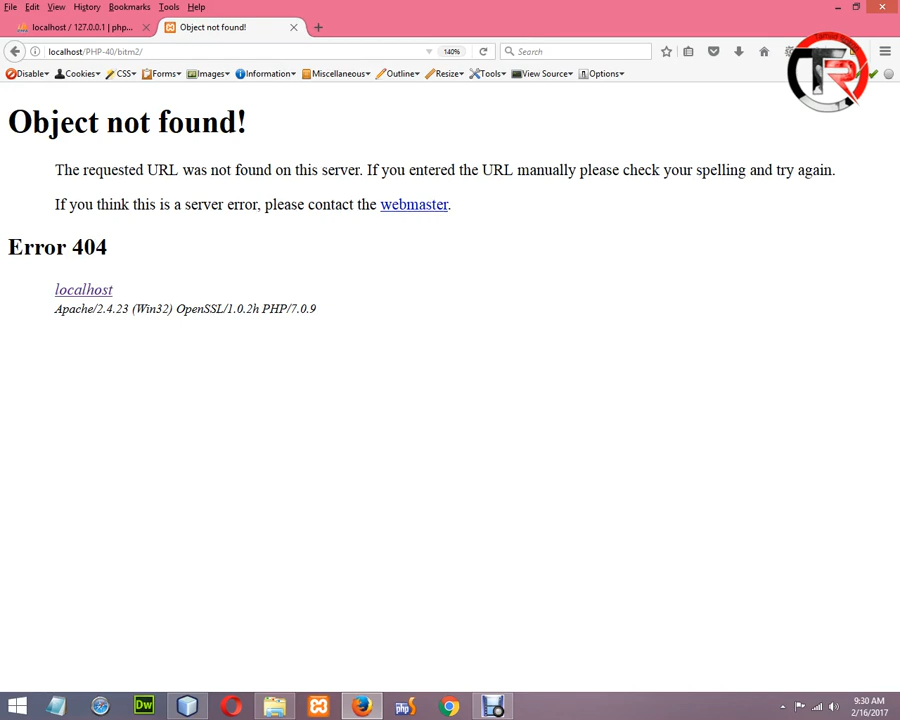 File Edit View History Bookmarks Tools Help
localhost / 127.0.0.1 | php...
Object not found!
localhost/PHP-40/bitm2/
140%
Search
Disable Cookies CSS Forms Images Information Miscellaneous Outline Resize Tools View Source Options
Object not found!
The requested URL was not found on this server. If you entered the URL manually please check your spelling and try again.
If you think this is a server error, please contact the webmaster.
Error 404
localhost
Apache/2.4.23 (Win32) OpenSSL/1.0.2h PHP/7.0.9
TR
Dw
php
9:30 AM
2/16/2017